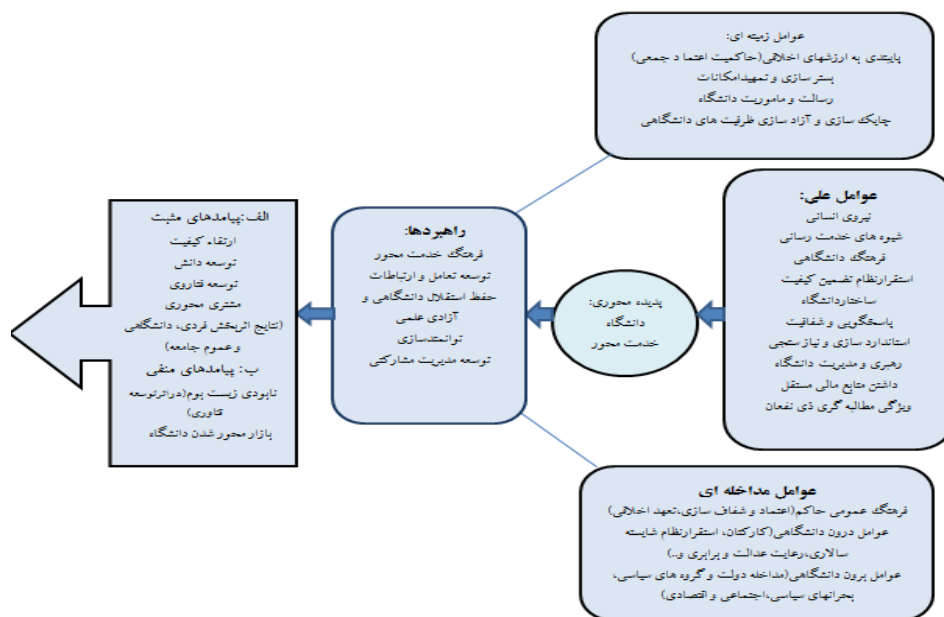 عوامل زمینه ای:
پایبندی به ارزشهای اخلاقی(حاکمیت اعتما د جمعی)
بستر سازی و تمهیدامکانات
رسالت و ماموریت دانشگاه
چابک سازی و آزاد سازی ظرفیت های دانشگاهی
عوامل علی:
نیروی انسانی
شیوه های خدمت رسانی
فرهنگ دانشگاهی
استقرارنظام تضمین کیفیت
ساختاردانشگاه
پاسخگویی و شفافیت
استاندارد سازی و نیاز سنجی
رهبری و مدیریت دانشگاه
داشتن منابع مالی مستقل
ویژگی مطالبه گری ذی نفعان
پدیده محوری:
دانشگاه
خدمت محور
راهبردها:
فرهنگ خدمت محور
توسعه تعامل و ارتباطات
حفظ استقلال دانشگاهی و
آزادی علمی
توانمندسازی
توسعه مدیریت مشارکتی
الف:پیامدهای مثبت
ارتقاء کیفیت
توسعه دانش
توسعه فناروی
مشتری محوری
(نتایج اثربخش فردی، دانشگاهی
و عموم جامعه)
ب: پیامدهای منفی
نابودی زیست بوم(دراثرتوسعه
فناوری)
بازار محور شدن دانشگاه
عوامل مداخله ای
فرهنگ عمومی حاکم(اعتماد و شفاف سازی،تعهد اخلاقی)
عوامل درون دانشگاهی(کارکنان، استقرارنظام شایسته
سالاری،رعایت عدالت و برابری و..)
عوامل برون دانشگاهی(مداخله دولت و گروه های سیاسی،
بحرانهای سیاسی،اجتماعی و اقتصادی)